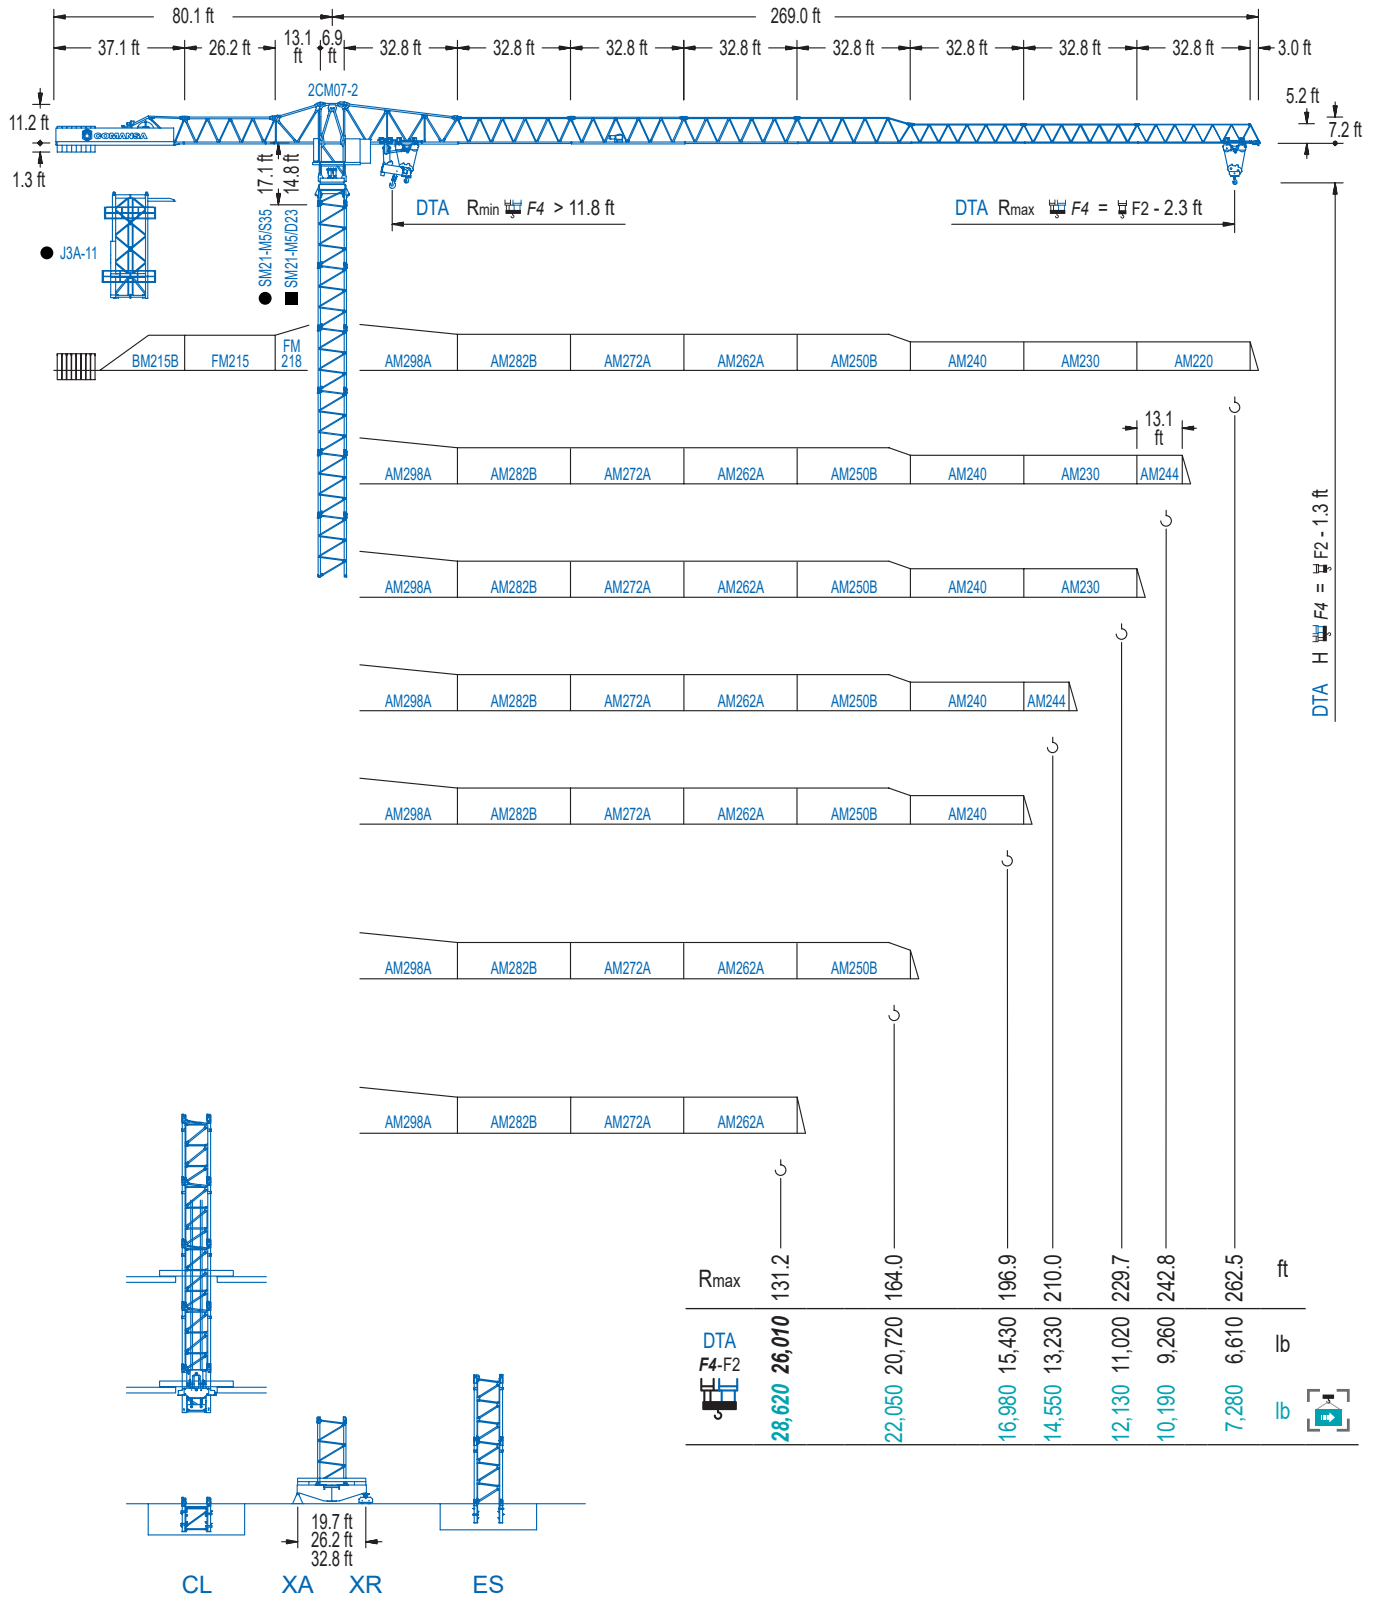 80.1 ft 269.0 ft
37.1 ft 26.2 ft 13.1 ft 6.9 ft 32.8 ft 32.8 ft 32.8 ft 32.8 ft 32.8 ft 32.8 ft 32.8 ft 32.8 ft 3.0 ft
2CM07-2
11.2 ft
1.3 ft
COMANSA
5.2 ft
7.2 ft
17.1 ft
14.8 ft
SM21-M5/S35
SM21-M5/D23
J3A-11
DTA Rmin F4 > 11.8 ft
DTA Rmax F4 = F2 - 2.3 ft
DTA H F4 = F2 - 1.3 ft
BM215B FM215 FM 218 AM298A AM282B AM272A AM262A AM250B AM240 AM230 AM220
13.1 ft
AM298A AM282B AM272A AM262A AM250B AM240 AM230 AM244
AM298A AM282B AM272A AM262A AM250B AM240 AM230
AM298A AM282B AM272A AM262A AM250B AM240 AM244
AM298A AM282B AM272A AM262A AM250B AM240
AM298A AM282B AM272A AM262A AM250B
AM298A AM282B AM272A AM262A
Rmax 131.2 164.0 196.9 210.0 229.7 242.8 262.5 ft
DTA 26,010 20,720 15,430 13,230 11,020 9,260 6,610 lb
F4-F2
28,620 22,050 16,980 14,550 12,130 10,190 7,280 lb
19.7 ft
26.2 ft
32.8 ft
CL XA XR ES